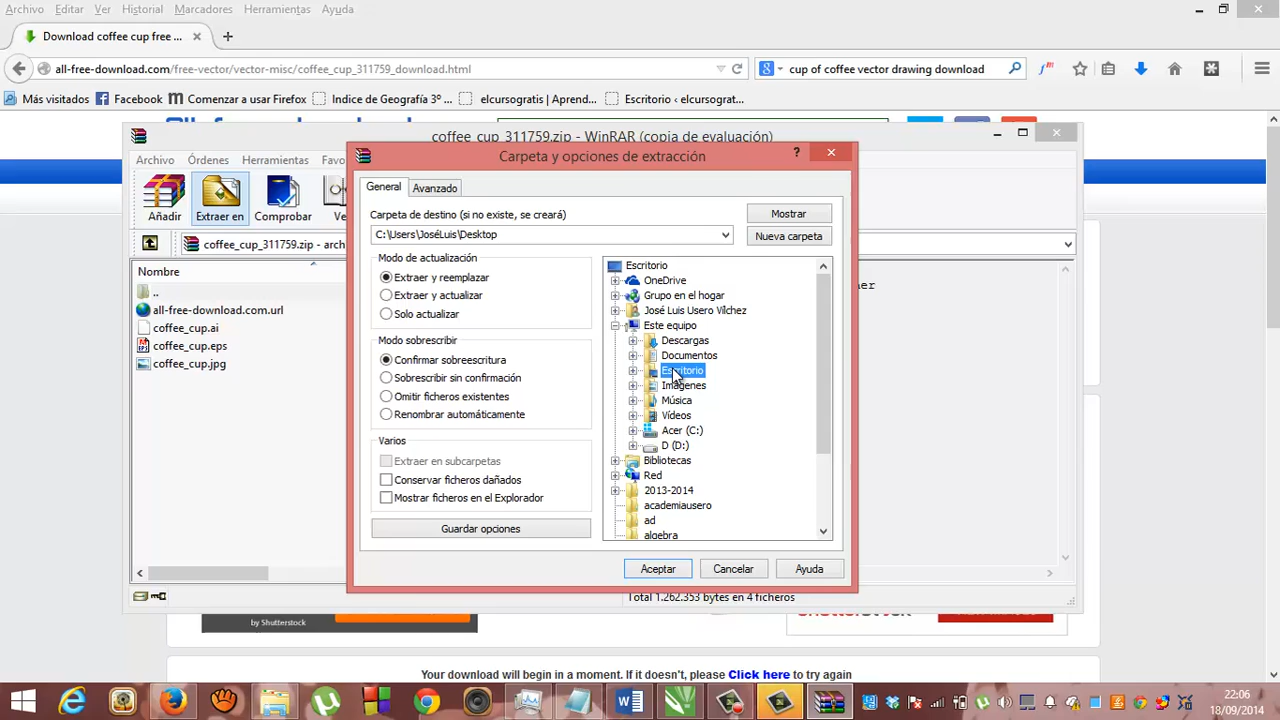 Archivo Editar Ver Historial Marcadores Herramientas Ayuda
Download coffee cup free ...
all-free-download.com/free-vector/vector-misc/coffee_cup_311759_download.html
cup of coffee vector drawing download
Más visitados Facebook Comenzar a usar Firefox Indice de Geografía 3º ... elcursogratis | Aprend... Escritorio ‹ elcursograt...
coffee_cup_311759.zip - WinRAR (copia de evaluación)
Archivo Órdenes Herramientas Favo
Carpeta y opciones de extracción
General Avanzado
Añadir Extraer en Comprobar Ve
Carpeta de destino (si no existe, se creará)
Mostrar
C:\Users\JoséLuis\Desktop
Nueva carpeta
coffee_cup_311759.zip - arch
Nombre
..
all-free-download.com.url
coffee_cup.ai
coffee_cup.eps
coffee_cup.jpg
Modo de actualización
Extraer y reemplazar
Extraer y actualizar
Solo actualizar
Modo sobrescribir
Confirmar sobreescritura
Sobrescribir sin confirmación
Omitir ficheros existentes
Renombrar automáticamente
Varios
Extraer en subcarpetas
Conservar ficheros dañados
Mostrar ficheros en el Explorador
Guardar opciones
Escritorio
OneDrive
Grupo en el hogar
José Luis Usero Vílchez
Este equipo
Descargas
Documentos
Escritorio
Imágenes
Música
Vídeos
Acer (C:)
D (D:)
Bibliotecas
Red
2013-2014
academiausero
ad
algebra
Aceptar Cancelar Ayuda
Total 1.262.353 bytes en 4 ficheros
by Shutterstock
Your download will begin in a moment. If it doesn't, please Click here to try again
22:06
18/09/2014